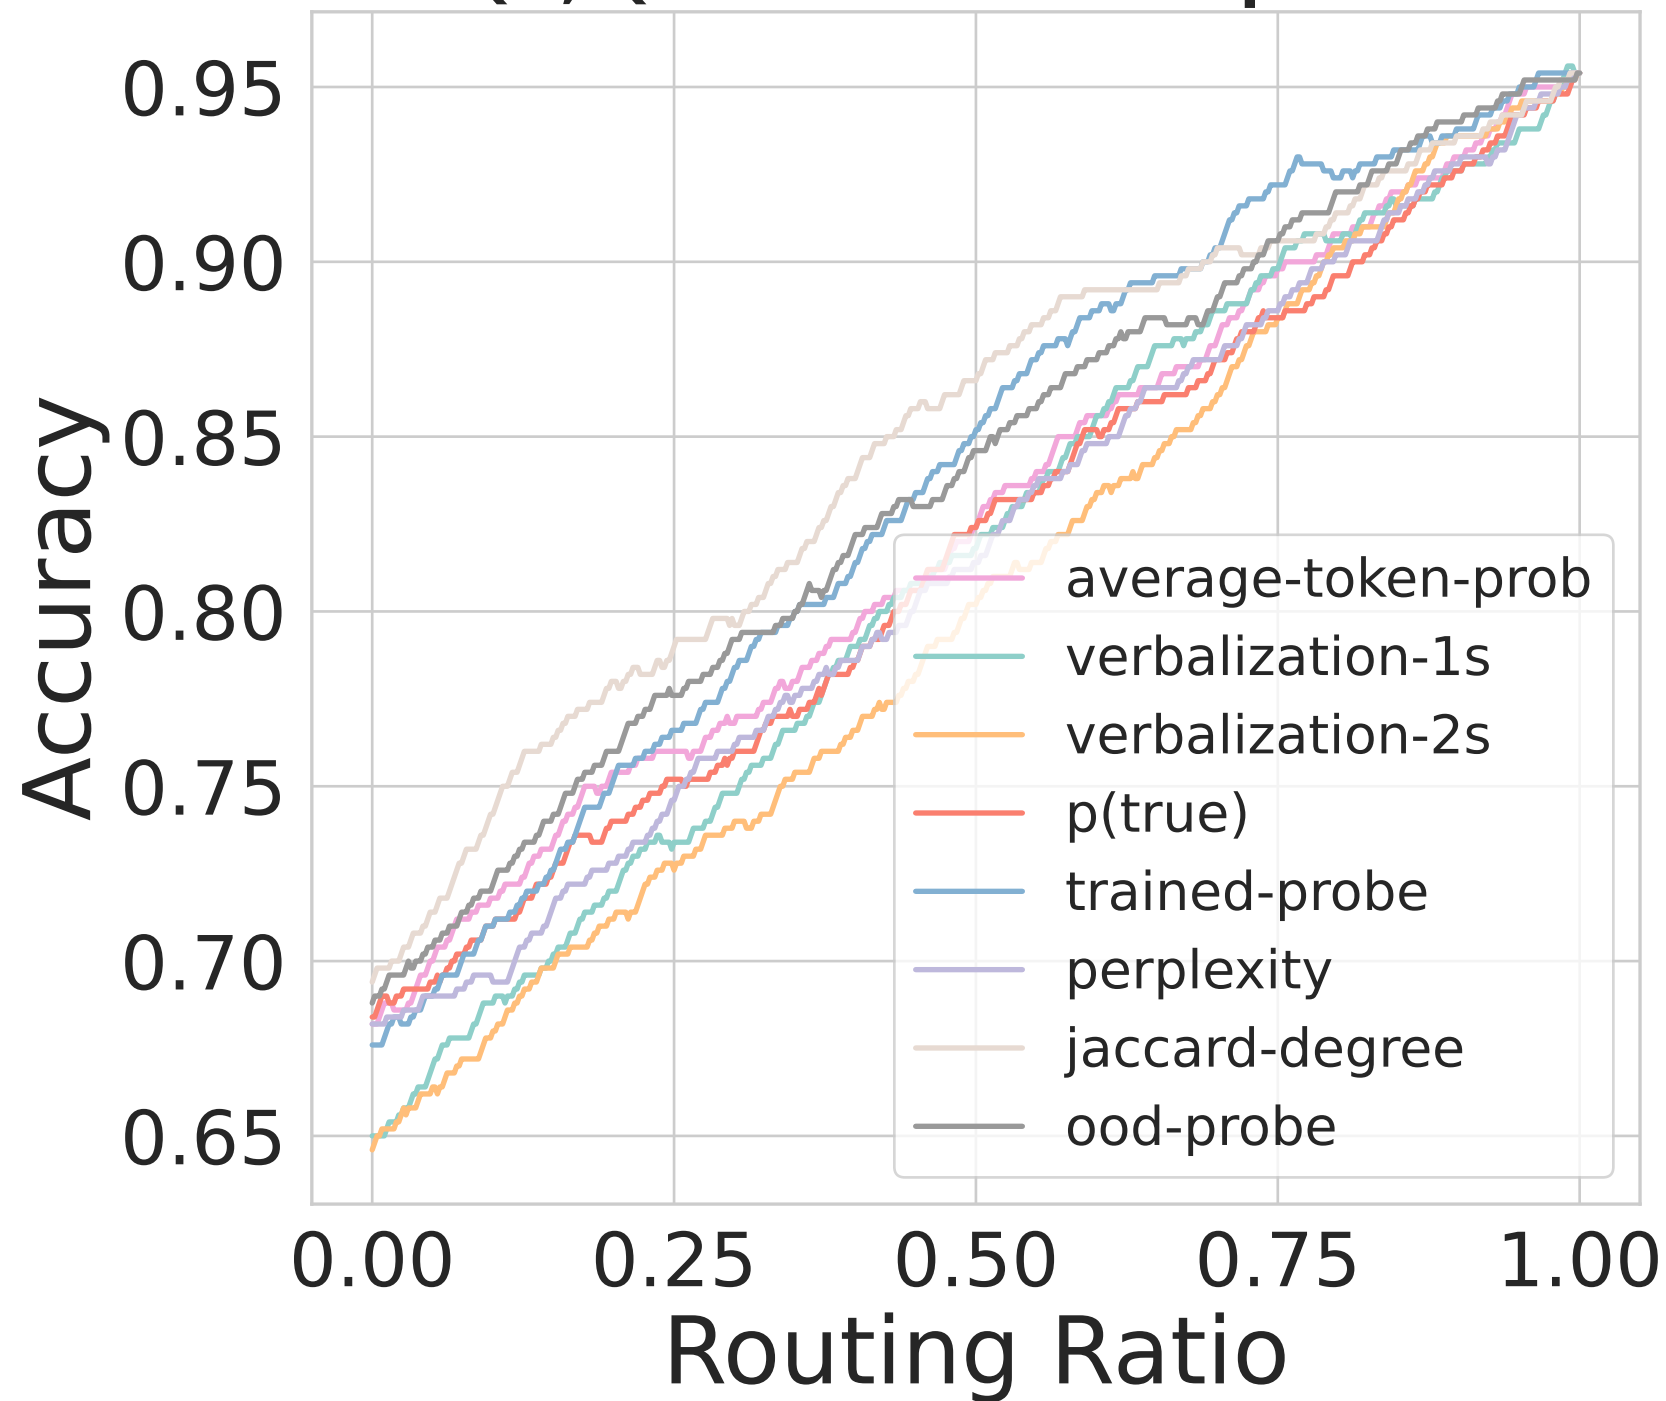 0.95
0.90
0.85
0.80
0.75
0.70
0.65
Accuracy
average-token-prob
verbalization-1s
verbalization-2s
p(true)
trained-probe
perplexity
jaccard-degree
ood-probe
0.00 0.25 0.50 0.75 1.00
Routing Ratio